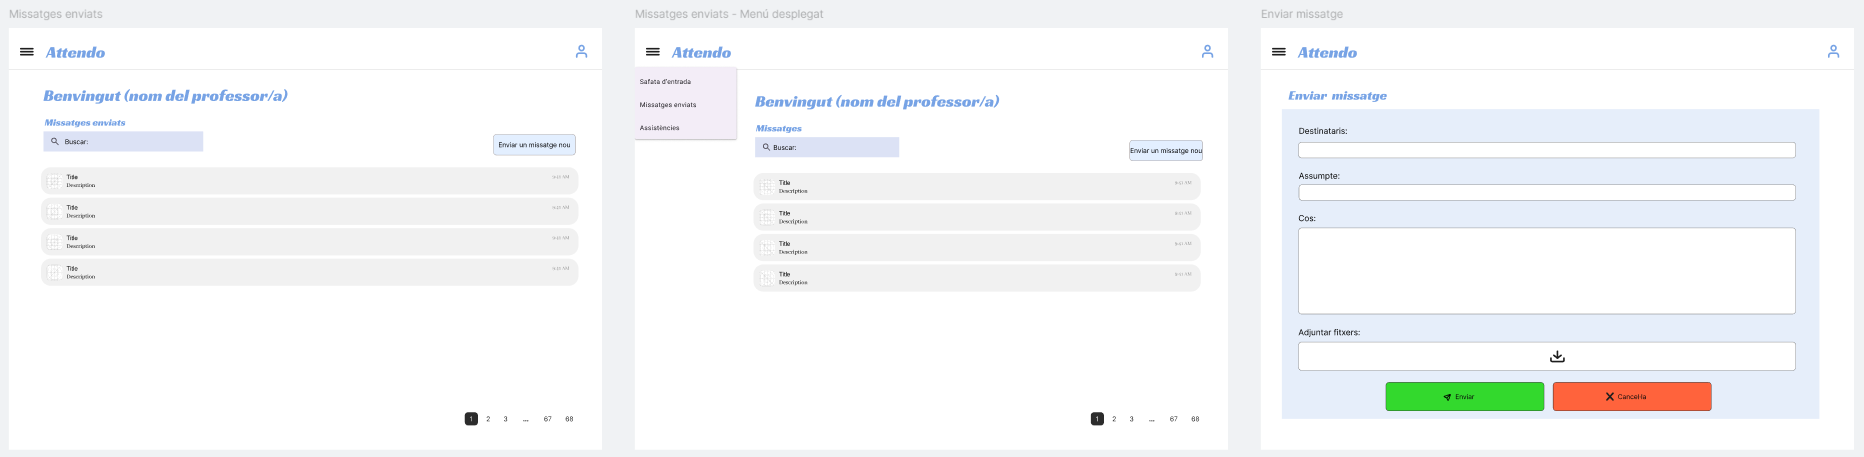 Missatges enviats
Attendo
Benvingut (nom del professor/a)
Missatges enviats
Buscar:
Enviar un missatge nou
Title
Description
9:41 AM
Title
Description
9:41 AM
Title
Description
9:41 AM
Title
Description
9:41 AM
1 2 3 ... 67 68
Missatges enviats - Menú desplegat
Attendo
Safata d'entrada
Missatges enviats
Assistències
Benvingut (nom del professor/a)
Missatges
Buscar:
Enviar un missatge nou
Title
Description
9:41 AM
Title
Description
9:41 AM
Title
Description
9:41 AM
Title
Description
9:41 AM
1 2 3 ... 67 68
Enviar missatge
Attendo
Enviar missatge
Destinataris:
Assumpte:
Cos:
Adjuntar fitxers:
Enviar
Cancel·la